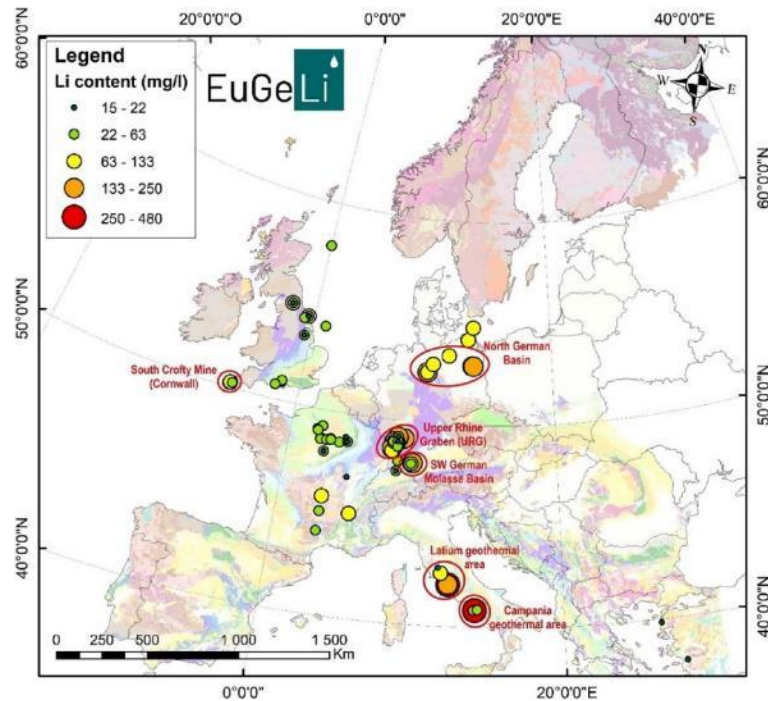 20°0'0"O
0°0'0"
20°0'0"E
40°0'0"E
60°0'0"N
50°0'0"N
40°0'0"N
Legend
Li content (mg/l)
15 - 22
22 - 63
63 - 133
133 - 250
250 - 480
EuGeLi
N
W
E
S
60°0'0"N
50°0'0"N
40°0'0"N
North German
Basin
South Crofty Mine
(Cornwall)
Upper Rhine
Graben (URG)
SW German
Molasse Basin
Latium geothermal
area
Campania
geothermal area
0 250 500 1 000 1 500
Km
0°0'0"
20°0'0"E